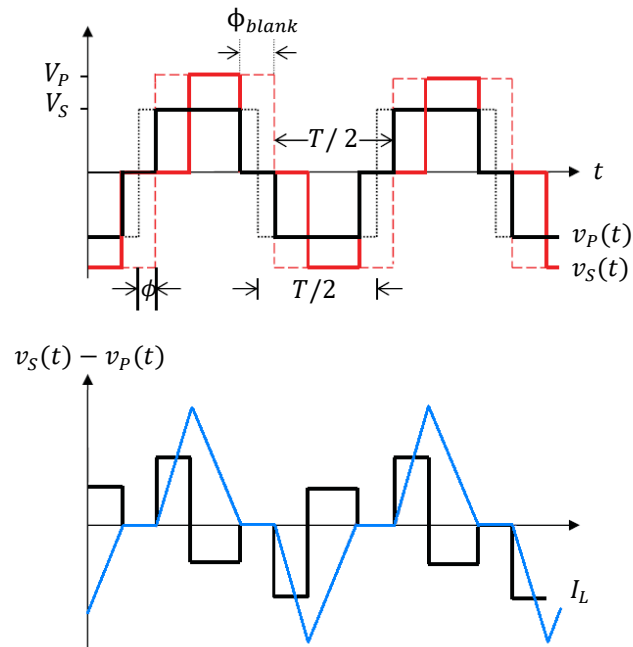 ϕ_blank
V_P
V_S
T/2
t
v_P(t)
v_S(t)
ϕ
T/2
v_S(t) − v_P(t)
I_L